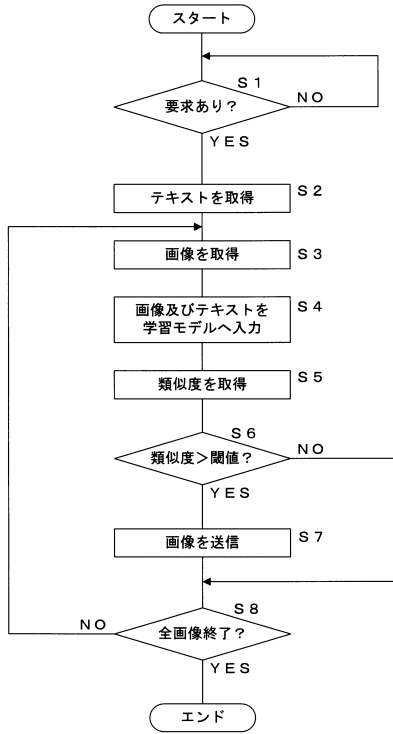 スタート
S1
要求あり?
NO
YES
テキストを取得
S2
画像を取得
S3
画像及びテキストを
学習モデルへ入力
S4
類似度を取得
S5
S6
類似度>閾値?
NO
YES
画像を送信
S7
S8
NO
全画像終了?
YES
エンド